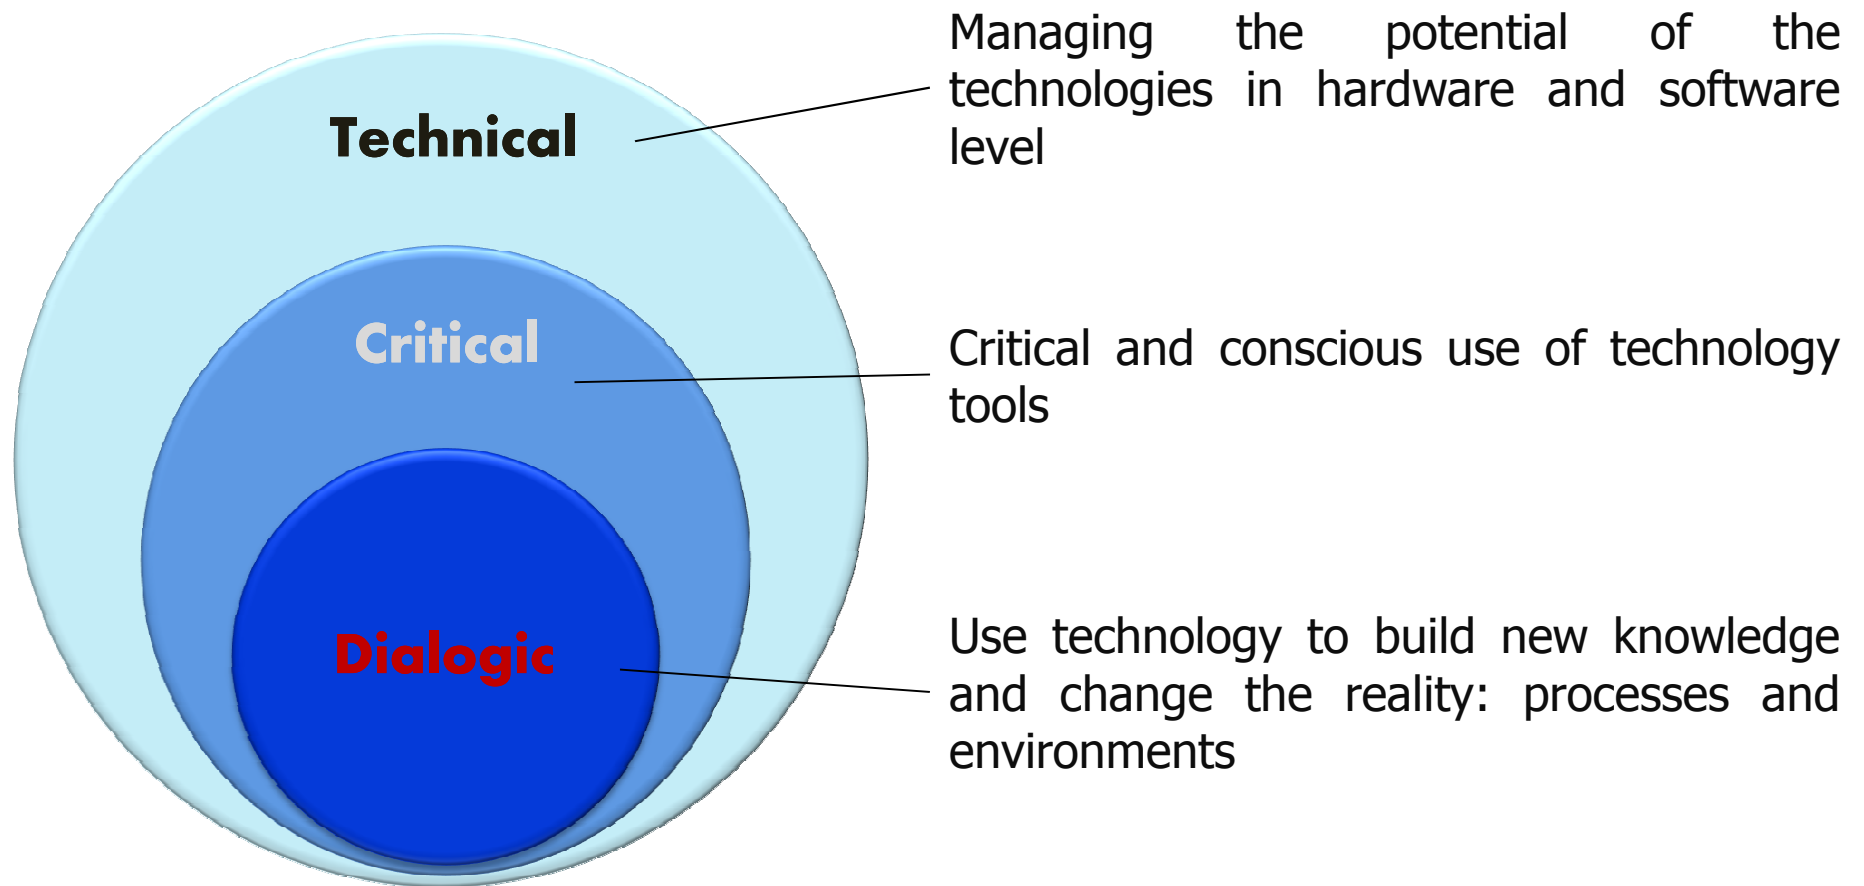 Technical
Managing the potential of the
technologies in hardware and software
level
Critical
Critical and conscious use of technology
tools
Dialogic
Use technology to build new knowledge
and change the reality: processes and
environments